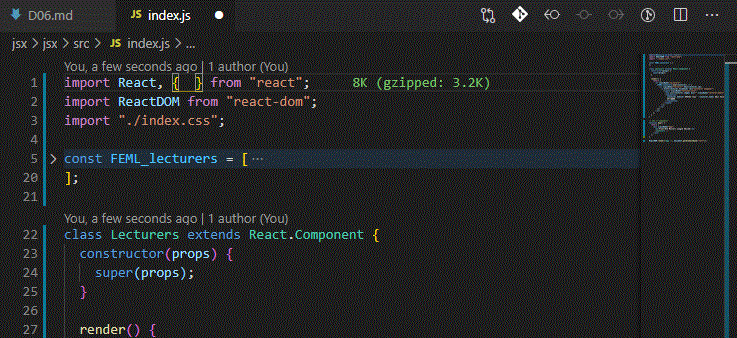 D06.md
JS index.js
jsx > jsx > src > JS index.js > ...
You, a few seconds ago | 1 author (You)
1 import React, {  } from "react"; 8K (gzipped: 3.2K)
2 import ReactDOM from "react-dom";
3 import "./index.css";
4
5 const FEML_lecturers = [ ...
20 ];
21
You, a few seconds ago | 1 author (You)
22 class Lecturers extends React.Component {
23 constructor(props) {
24 super(props);
25 }
26
27 render() {